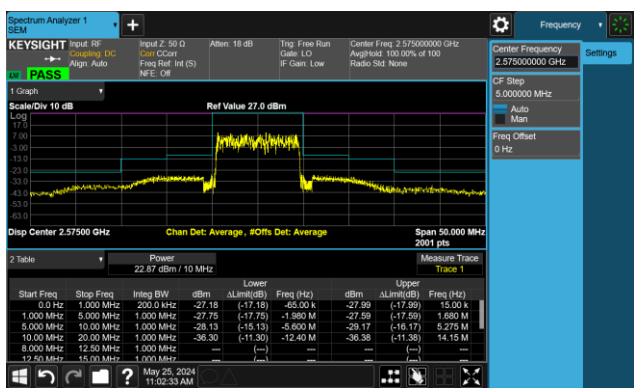 Spectrum Analyzer 1
SEM
Frequency
KEYSIGHT
Input: RF
Coupling: DC
Align: Auto
Input Z: 50 Ω
Corr CCorr
Freq Ref: Int (S)
NFE: Off
Atten: 18 dB
Trig: Free Run
Gate: LO
IF Gain: Low
Center Freq: 2.575000000 GHz
Avg|Hold: 100.00% of 100
Radio Std: None
PASS
Center Frequency
2.575000000 GHz
Settings
CF Step
5.000000 MHz
Auto
Man
Freq Offset
0 Hz
1 Graph
Scale/Div 10 dB
Ref Value 27.0 dBm
Log
17.0
7.00
-3.00
-13.0
-23.0
-33.0
-43.0
-53.0
-63.0
Disp Center 2.57500 GHz
Chan Det: Average, #Offs Det: Average
Span 50.000 MHz
2001 pts
2 Table
Power
22.87 dBm / 10 MHz
Measure Trace
Trace 1
Lower Upper
Start Freq Stop Freq Integ BW dBm ΔLimit(dB) Freq (Hz) dBm ΔLimit(dB) Freq (Hz)
0.0 Hz 1.000 MHz 200.0 kHz -27.18 (-17.18) -65.00 k -27.99 (-17.99) 15.00 k
1.000 MHz 5.000 MHz 1.000 MHz -27.75 (-17.75) -1.980 M -27.59 (-17.59) 1.680 M
5.000 MHz 10.00 MHz 1.000 MHz -28.13 (-15.13) -5.600 M -29.17 (-16.17) 5.275 M
10.00 MHz 20.00 MHz 1.000 MHz -36.30 (-11.30) -12.40 M -36.38 (-11.38) 14.15 M
8.000 MHz 12.50 MHz 1.000 MHz --- (---) --- (---)
12.50 MHz 15.00 MHz 1.000 MHz --- (---) --- (---)
May 25, 2024
11:02:33 AM